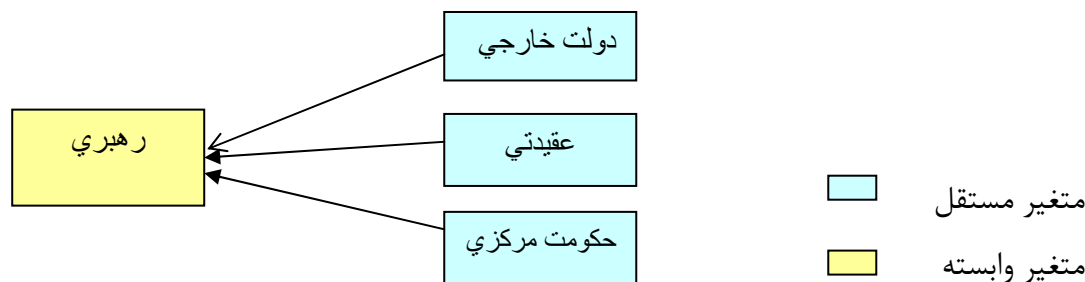 دولت خارجي
رهبري
عقيدتي
حكومت مركزي
متغير مستقل
متغير وابسته